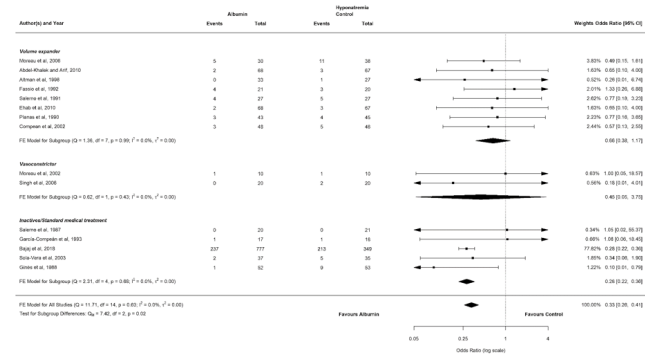 Hyponatremia
Albumin Control
Author(s) and Year Events Total Events Total Weights Odds Ratio [95% CI]
Volume expander
Moreau et al, 2006 5 30 11 38 3.83% 0.49 [0.15, 1.61]
Abdel-Khalek and Arif, 2010 2 68 3 67 1.63% 0.65 [0.10, 4.00]
Altman et al, 1998 0 33 1 27 0.52% 0.26 [0.01, 6.74]
Fassio et al, 1992 4 21 3 20 2.01% 1.33 [0.26, 6.88]
Salerno et al, 1991 4 27 5 27 2.62% 0.77 [0.18, 3.23]
Ehab et al, 2010 2 68 3 67 1.63% 0.65 [0.10, 4.00]
Planas et al, 1990 3 43 4 45 2.23% 0.77 [0.16, 3.65]
Compean et al, 2002 3 48 5 48 2.44% 0.57 [0.13, 2.55]
FE Model for Subgroup (Q = 1.38, df = 7, p = 0.99; I² = 0.0%, τ² = 0.00) 0.66 [0.38, 1.17]
Vasoconstrictor
Moreau et al, 2002 1 10 1 10 0.63% 1.00 [0.05, 18.57]
Singh et al, 2006 0 20 2 20 0.56% 0.18 [0.01, 4.01]
FE Model for Subgroup (Q = 0.62, df = 1, p = 0.43; I² = 0.0%, τ² = 0.00) 0.45 [0.05, 3.75]
Inactives/Standard medical treatment
Salerno et al, 1987 0 20 0 21 0.34% 1.05 [0.02, 55.37]
García-Compeán et al, 1993 1 17 1 18 0.68% 1.06 [0.06, 18.45]
Bajaj et al, 2018 237 777 213 349 77.82% 0.28 [0.22, 0.36]
Sola-Vera et al, 2003 2 37 5 35 1.85% 0.34 [0.06, 1.90]
Ginès et al, 1988 1 52 9 53 1.22% 0.10 [0.01, 0.79]
FE Model for Subgroup (Q = 2.31, df = 4, p = 0.68; I² = 0.0%, τ² = 0.00) 0.28 [0.22, 0.36]
FE Model for All Studies (Q = 11.71, df = 14, p = 0.63; I² = 0.0%, τ² = 0.00) 100.00% 0.33 [0.26, 0.41]
Test for Subgroup Differences: Qₘ = 7.40, df = 2, p = 0.02 Favours Albumin Favours Control
0.05 0.25 1 4
Odds Ratio (log scale)